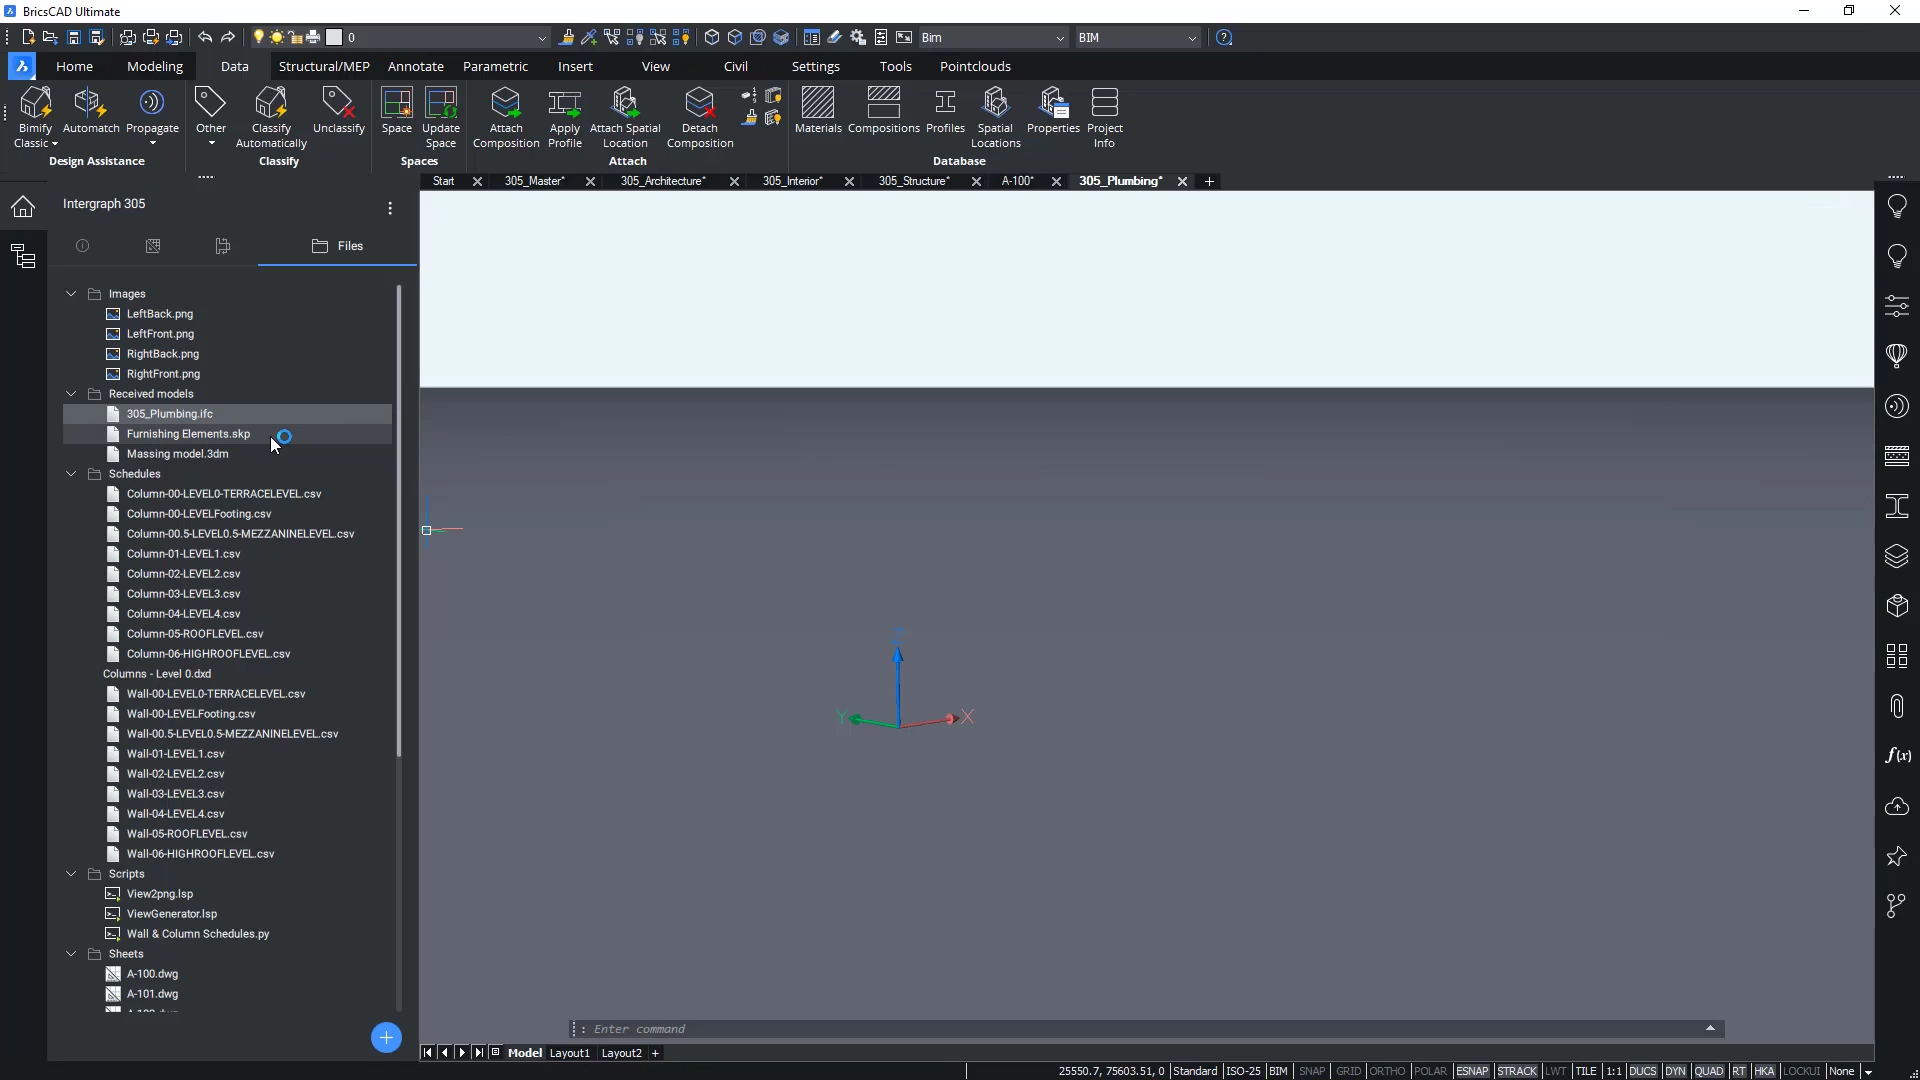 BricsCAD Ultimate
0
Bim
BIM
Home Modeling Data Structural/MEP Annotate Parametric Insert View Civil Settings Tools Pointclouds
Bimify Classic
Automatch
Propagate
Other
Classify Automatically
Unclassify
Space
Update Space
Attach Composition
Apply Profile
Attach Spatial Location
Detach Composition
Materials
Compositions
Profiles
Spatial Locations
Properties
Project Info
Design Assistance
Classify
Spaces
Attach
Database
Start 305_Master* 305_Architecture* 305_Interior* 305_Structure* A-100* 305_Plumbing*
Intergraph 305
Files
Images
LeftBack.png
LeftFront.png
RightBack.png
RightFront.png
Received models
305_Plumbing.ifc
Furnishing Elements.skp
Massing model.3dm
Schedules
Column-00-LEVEL0-TERRACELEVEL.csv
Column-00-LEVELFooting.csv
Column-00.5-LEVEL0.5-MEZZANINELEVEL.csv
Column-01-LEVEL1.csv
Column-02-LEVEL2.csv
Column-03-LEVEL3.csv
Column-04-LEVEL4.csv
Column-05-ROOFLEVEL.csv
Column-06-HIGHROOFLEVEL.csv
Columns - Level 0.dxd
Wall-00-LEVEL0-TERRACELEVEL.csv
Wall-00-LEVELFooting.csv
Wall-00.5-LEVEL0.5-MEZZANINELEVEL.csv
Wall-01-LEVEL1.csv
Wall-02-LEVEL2.csv
Wall-03-LEVEL3.csv
Wall-04-LEVEL4.csv
Wall-05-ROOFLEVEL.csv
Wall-06-HIGHROOFLEVEL.csv
Scripts
View2png.lsp
ViewGenerator.lsp
Wall & Column Schedules.py
Sheets
A-100.dwg
A-101.dwg
Z
Y
X
f(x)
: Enter command
Model Layout1 Layout2 +
25550.7, 75603.51, 0 Standard ISO-25 BIM SNAP GRID ORTHO POLAR ESNAP STRACK LWT TILE 1:1 DUCS DYN QUAD RT HKA LOCKUI None